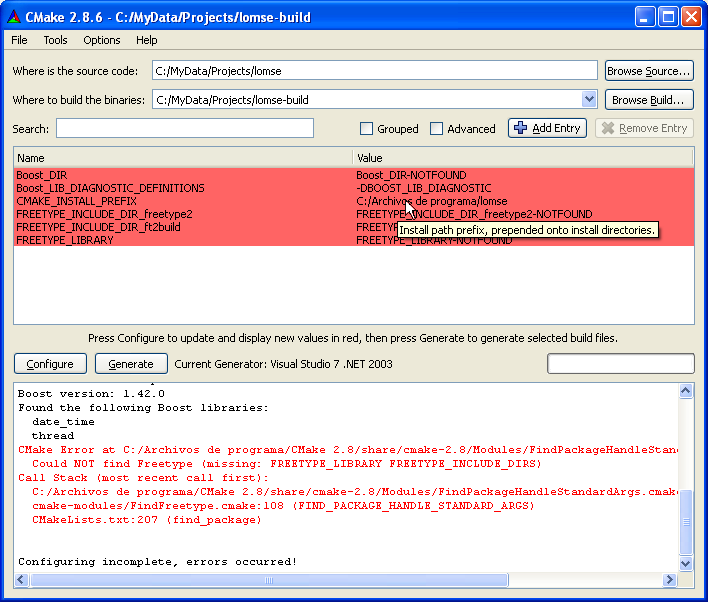 CMake 2.8.6 - C:/MyData/Projects/lomse-build
File Tools Options Help
Where is the source code: C:/MyData/Projects/lomse Browse Source...
Where to build the binaries: C:/MyData/Projects/lomse-build Browse Build...
Search: Grouped Advanced Add Entry Remove Entry
Name Value
Boost_DIR Boost_DIR-NOTFOUND
Boost_LIB_DIAGNOSTIC_DEFINITIONS -DBOOST_LIB_DIAGNOSTIC
CMAKE_INSTALL_PREFIX C:/Archivos de programa/lomse
FREETYPE_INCLUDE_DIR_freetype2 FREETYPE_INCLUDE_DIR_freetype2-NOTFOUND
FREETYPE_INCLUDE_DIR_ft2build
Install path prefix, prepended onto install directories.
FREETYPE_LIBRARY FREETYPE_LIBRARY-NOTFOUND
Press Configure to update and display new values in red, then press Generate to generate selected build files.
Configure Generate Current Generator: Visual Studio 7 .NET 2003
Boost version: 1.42.0
Found the following Boost libraries:
date_time
thread
CMake Error at C:/Archivos de programa/CMake 2.8/share/cmake-2.8/Modules/FindPackageHandleStan
Could NOT find Freetype (missing: FREETYPE_LIBRARY FREETYPE_INCLUDE_DIRS)
Call Stack (most recent call first):
C:/Archivos de programa/CMake 2.8/share/cmake-2.8/Modules/FindPackageHandleStandardArgs.cmake
cmake-modules/FindFreetype.cmake:108 (FIND_PACKAGE_HANDLE_STANDARD_ARGS)
CMakeLists.txt:207 (find_package)
Configuring incomplete, errors occurred!